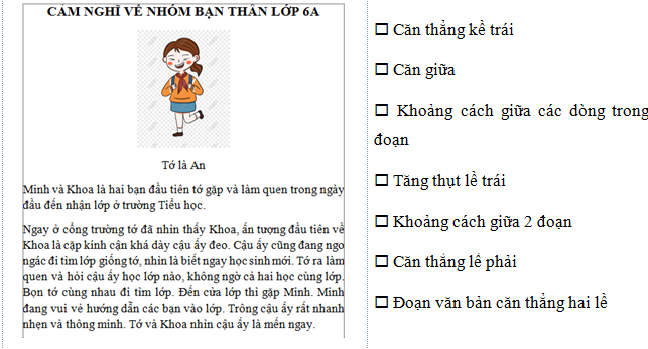 CẢM NGHĨ VỀ NHÓM BẠN THÂN LỚP 6A
Tớ là An
Minh và Khoa là hai bạn đầu tiên tớ gặp và làm quen trong ngày
đầu đến nhận lớp ở trường Tiểu học.
Ngay ở cổng trường tớ đã nhìn thấy Khoa, ấn tượng đầu tiên về
Khoa là cặp kính cận khá dày cậu ấy đeo. Cậu ấy cũng đang ngơ
ngác đi tìm lớp giống tớ, nhìn là biết ngay học sinh mới. Tớ ra làm
quen và hỏi cậu ấy học lớp nào, không ngờ cả hai học cùng lớp.
Bọn tớ cùng nhau đi tìm lớp. Đến cửa lớp thì gặp Minh. Minh
đang vui vẻ hướng dẫn các bạn vào lớp. Trông cậu ấy rất nhanh
nhẹn và thông minh. Tớ và Khoa nhìn cậu ấy là mến ngay.
☐ Căn thẳng kề trái
☐ Căn giữa
☐ Khoảng cách giữa các dòng trong
đoạn
☐ Tăng thụt lề trái
☐ Khoảng cách giữa 2 đoạn
☐ Căn thẳng lề phải
☐ Đoạn văn bản căn thẳng hai lề